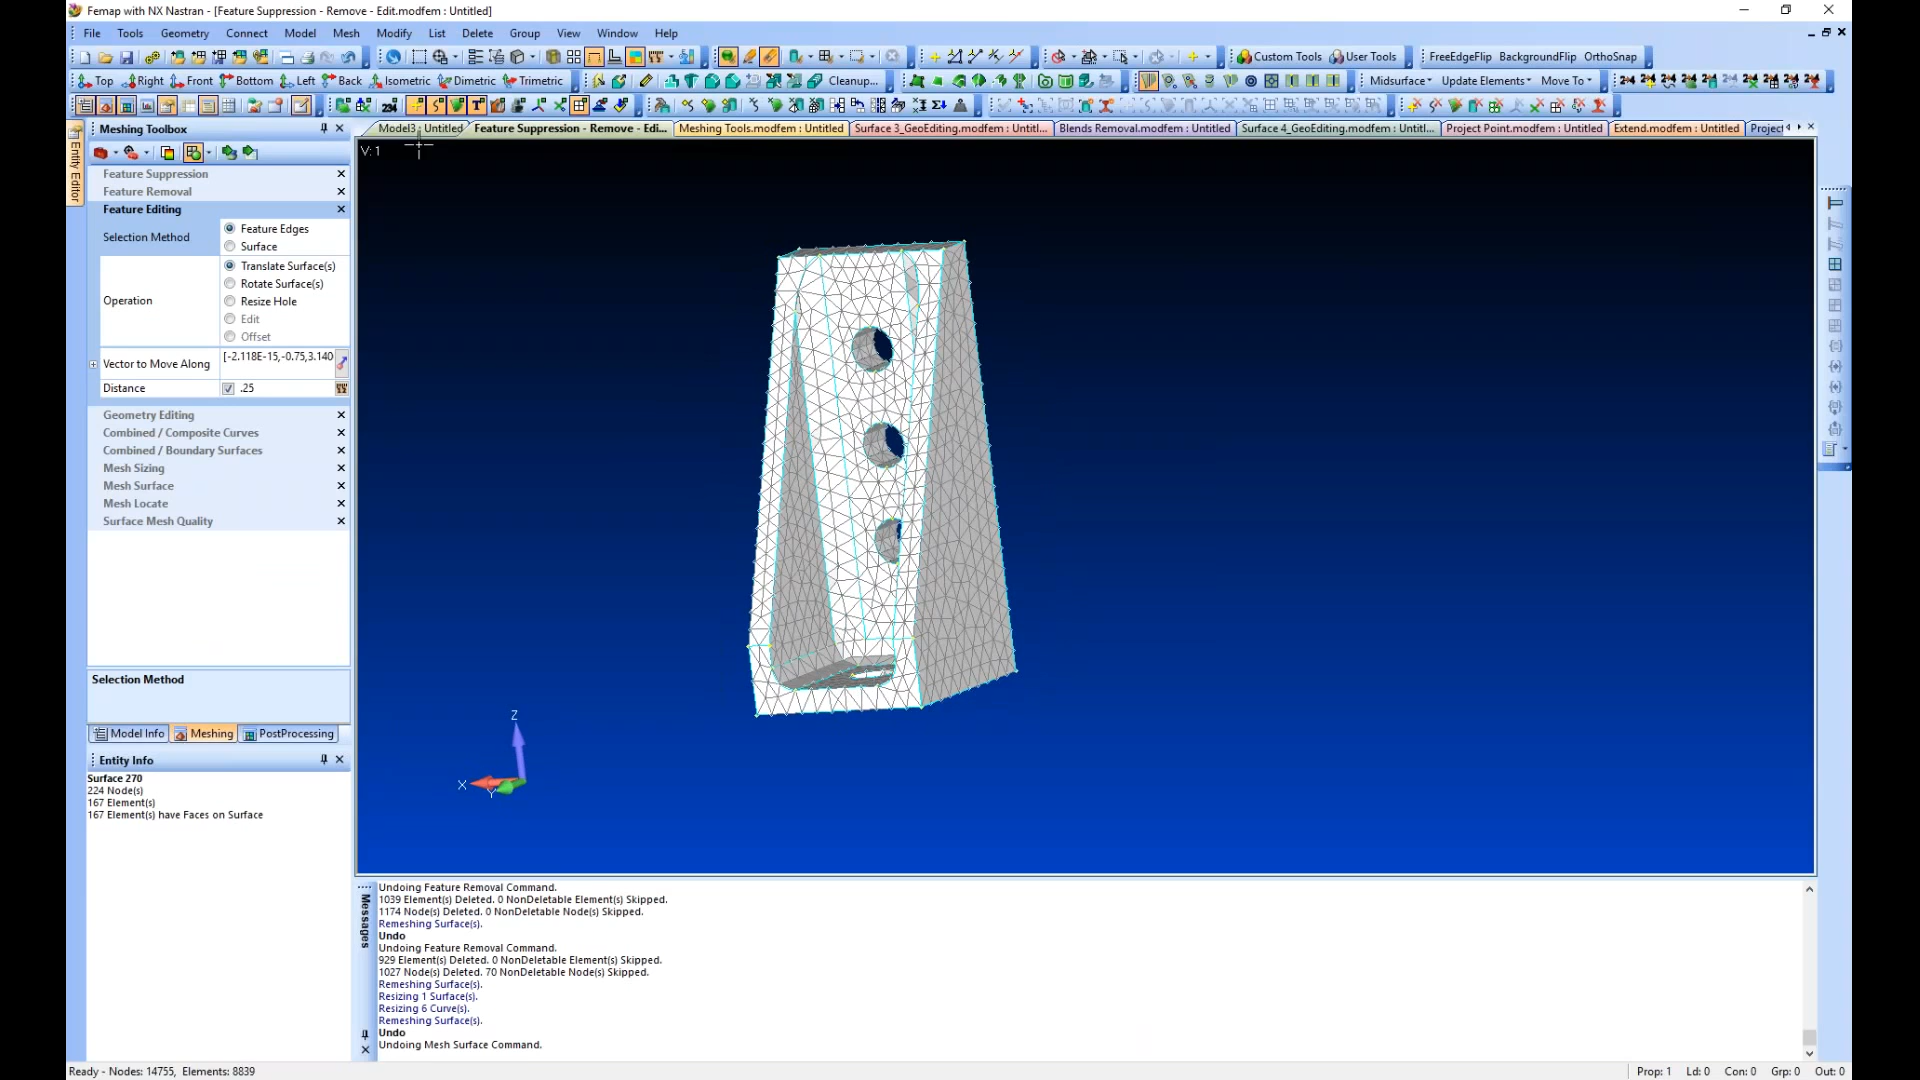 Femap with NX Nastran - [Feature Suppression - Remove - Edit.modfem : Untitled]
File Tools Geometry Connect Model Mesh Modify List Delete Group View Window Help
Custom Tools User Tools FreeEdgeFlip BackgroundFlip OrthoSnap
Top Right Front Bottom Left Back Isometric Dimetric Trimetric Cleanup... Midsurface Update Elements Move To
234
Meshing Toolbox
Model3 : Untitled Feature Suppression - Remove - Edi... Meshing Tools.modfem : Untitled Surface 3_GeoEditing.modfem : Untitl... Blends Removal.modfem : Untitled Surface 4_GeoEditing.modfem : Untitl... Project Point.modfem : Untitled Extend.modfem : Untitled Project
Entity Editor
V: 1
Feature Suppression
Feature Removal
Feature Editing
Selection Method
Feature Edges
Surface
Operation
Translate Surface(s)
Rotate Surface(s)
Resize Hole
Edit
Offset
Vector to Move Along [-2.118E-15,-0.75,3.140
Distance .25
Geometry Editing
Combined / Composite Curves
Combined / Boundary Surfaces
Mesh Sizing
Mesh Surface
Mesh Locate
Surface Mesh Quality
Selection Method
Model Info Meshing PostProcessing
Z
X
Y
Entity Info
Surface 270
224 Node(s)
167 Element(s)
167 Element(s) have Faces on Surface
Messages
Undoing Feature Removal Command.
1039 Element(s) Deleted. 0 NonDeletable Element(s) Skipped.
1174 Node(s) Deleted. 0 NonDeletable Node(s) Skipped.
Remeshing Surface(s).
Undo
Undoing Feature Removal Command.
929 Element(s) Deleted. 0 NonDeletable Element(s) Skipped.
1027 Node(s) Deleted. 70 NonDeletable Node(s) Skipped.
Remeshing Surface(s).
Resizing 1 Surface(s).
Resizing 6 Curve(s).
Remeshing Surface(s).
Undo
Undoing Mesh Surface Command.
Ready - Nodes: 14755, Elements: 8839
Prop: 1 Ld: 0 Con: 0 Grp: 0 Out: 0